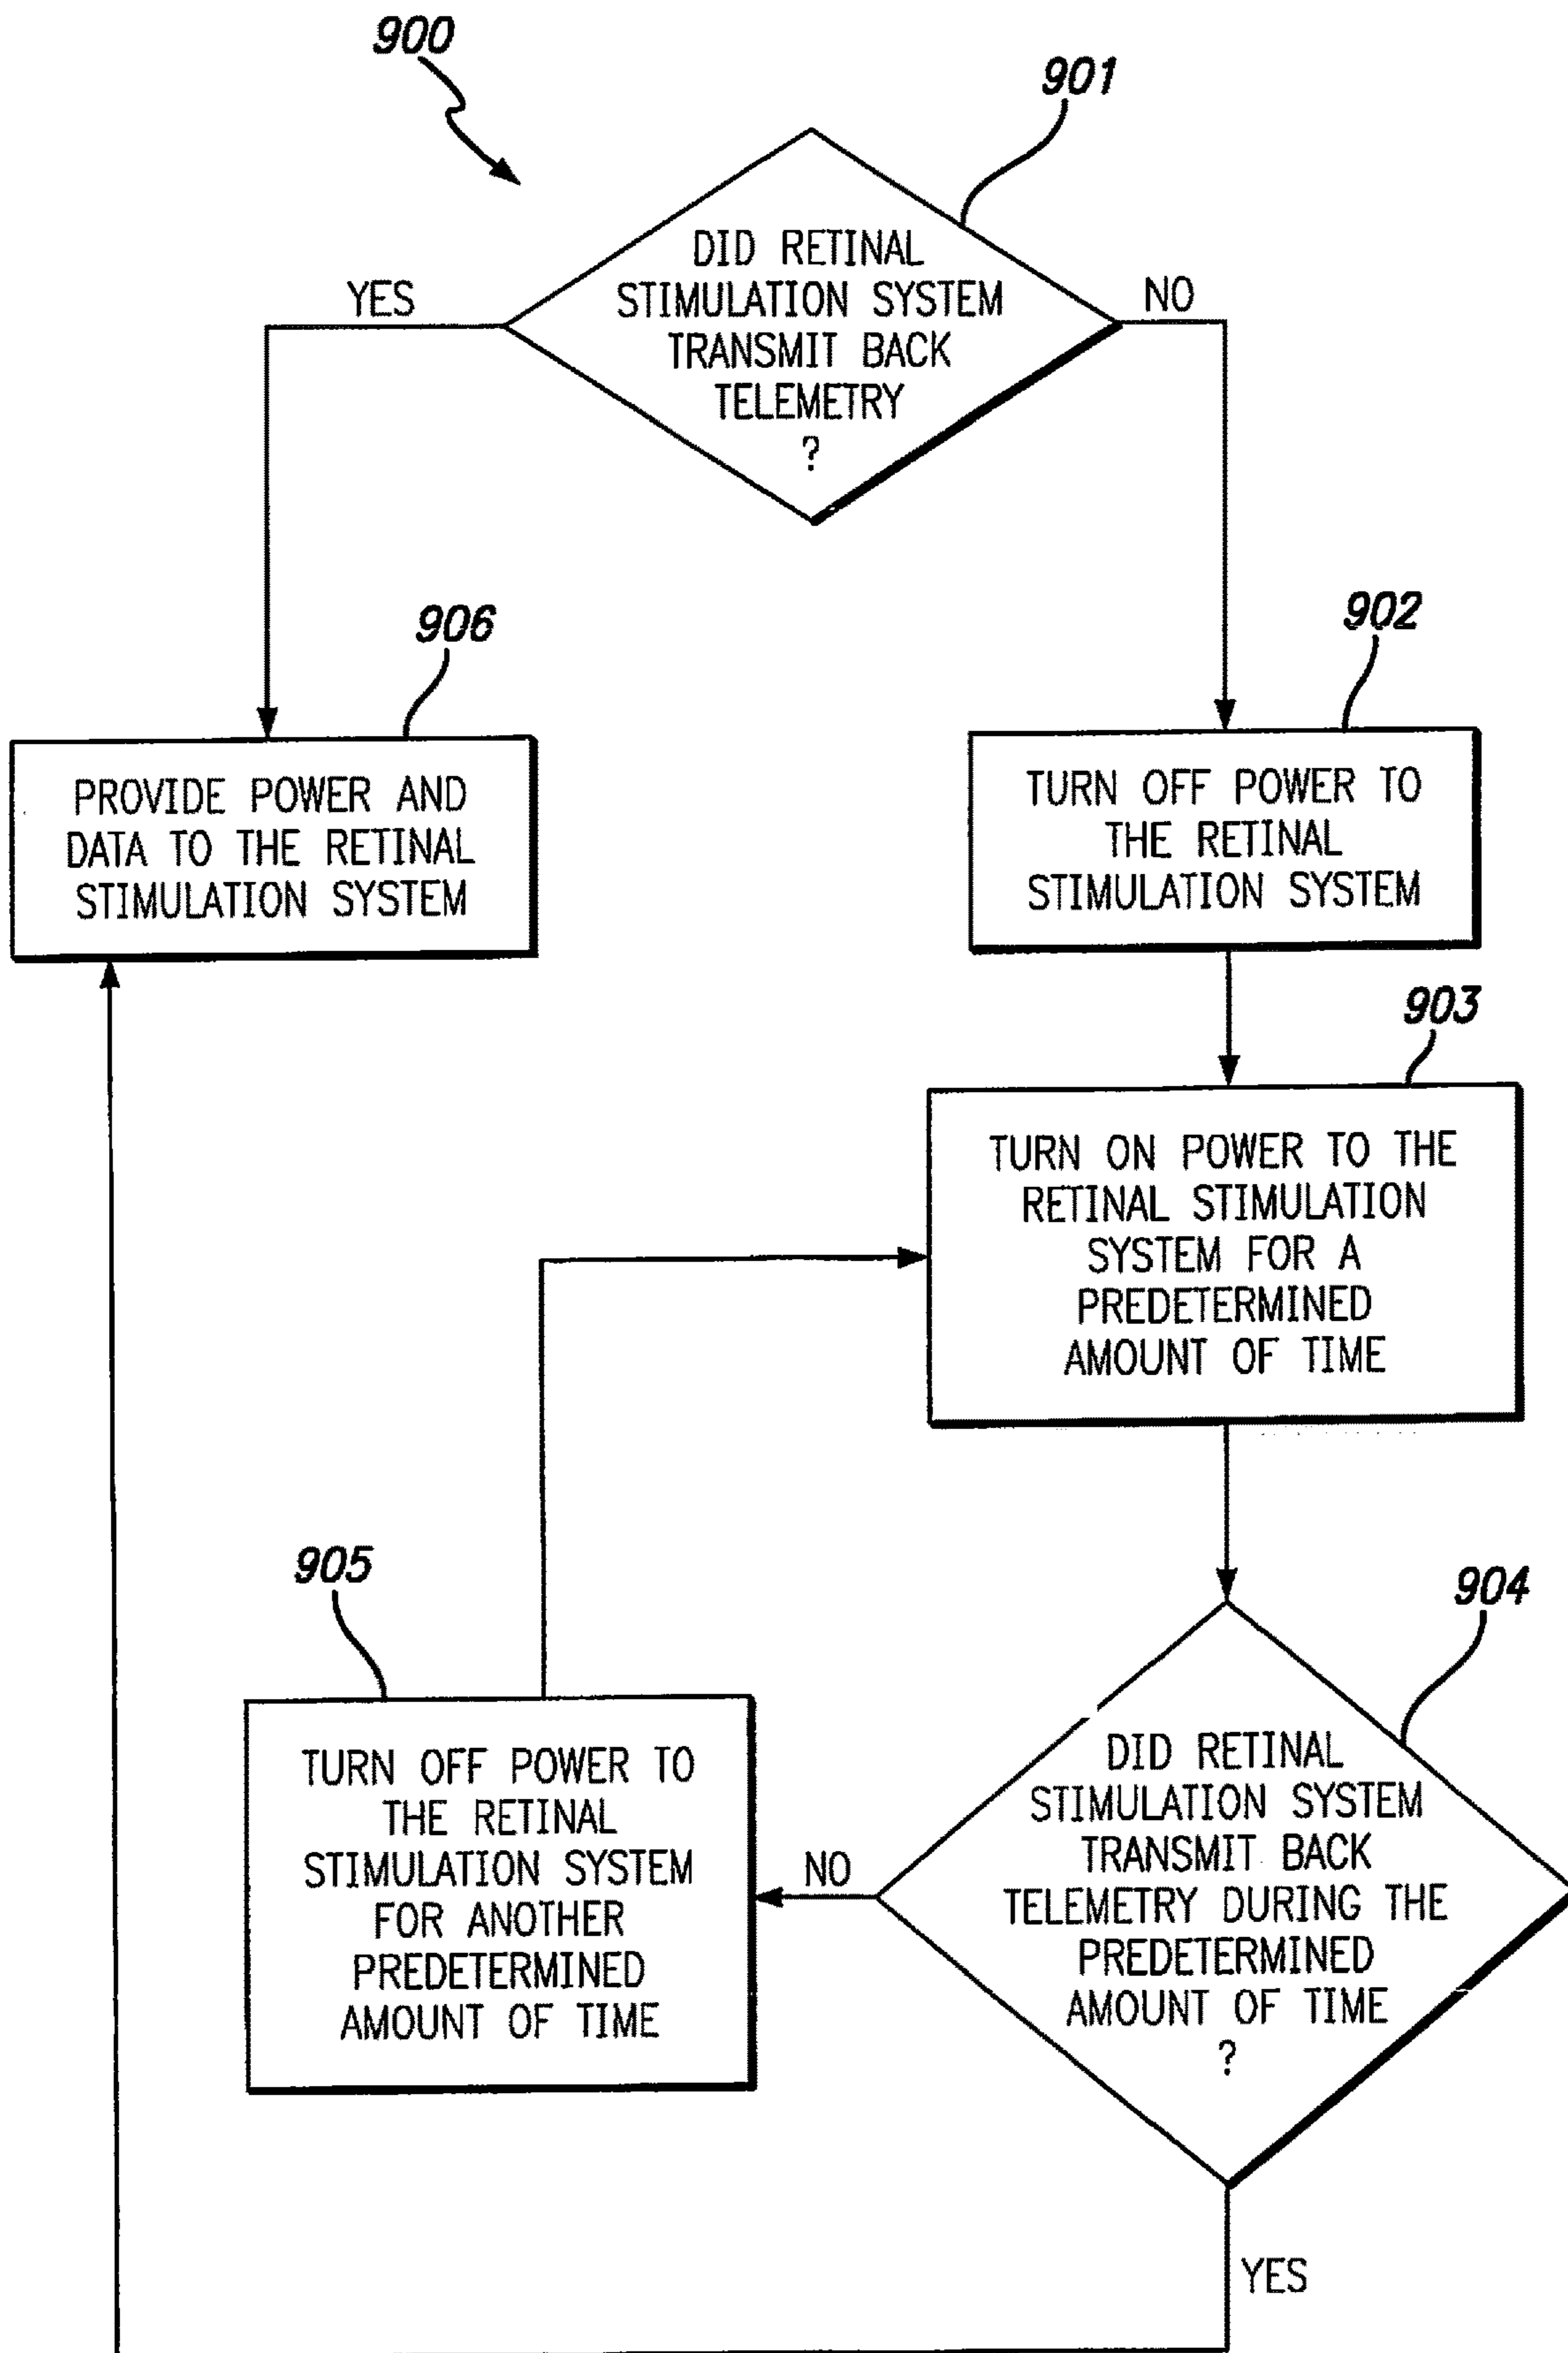 900
901
DID RETINAL
STIMULATION SYSTEM
TRANSMIT BACK
TELEMETRY
?
YES
NO
906
902
PROVIDE POWER AND
DATA TO THE RETINAL
STIMULATION SYSTEM
TURN OFF POWER TO
THE RETINAL
STIMULATION SYSTEM
903
TURN ON POWER TO THE
RETINAL STIMULATION
SYSTEM FOR A
PREDETERMINED
AMOUNT OF TIME
905
904
TURN OFF POWER TO
THE RETINAL
STIMULATION SYSTEM
FOR ANOTHER
PREDETERMINED
AMOUNT OF TIME
NO
DID RETINAL
STIMULATION SYSTEM
TRANSMIT BACK
TELEMETRY DURING THE
PREDETERMINED
AMOUNT OF TIME
?
YES